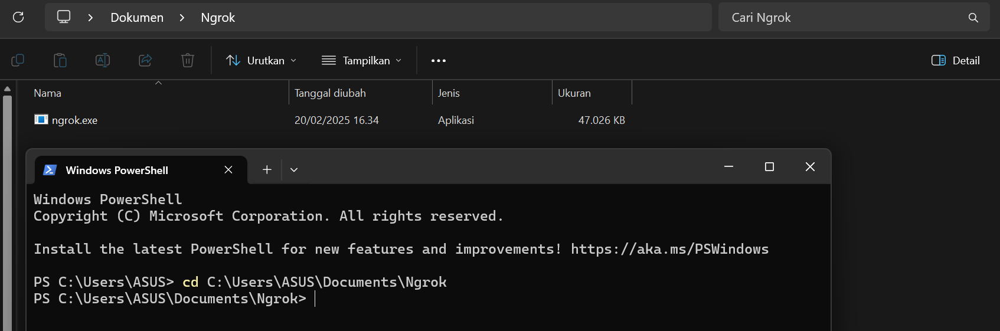 Dokumen > Ngrok
Cari Ngrok
Urutkan
Tampilkan
Detail
Nama Tanggal diubah Jenis Ukuran
ngrok.exe 20/02/2025 16.34 Aplikasi 47.026 KB
Windows PowerShell
Windows PowerShell
Copyright (C) Microsoft Corporation. All rights reserved.
Install the latest PowerShell for new features and improvements! https://aka.ms/PSWindows
PS C:\Users\ASUS> cd C:\Users\ASUS\Documents\Ngrok
PS C:\Users\ASUS\Documents\Ngrok>